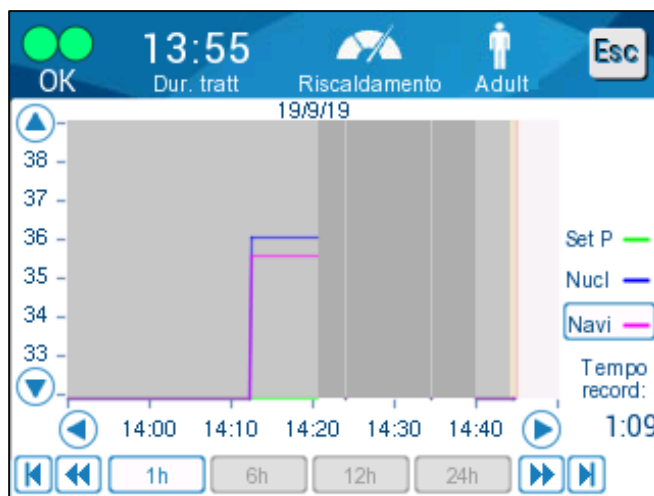 13:55
OK Dur. tratt Riscaldamento Adult Esc
19/9/19
38
37
36
35
34
33
Set P
Nucl
Navi
Tempo
record:
1:09
14:00 14:10 14:20 14:30 14:40
1h 6h 12h 24h